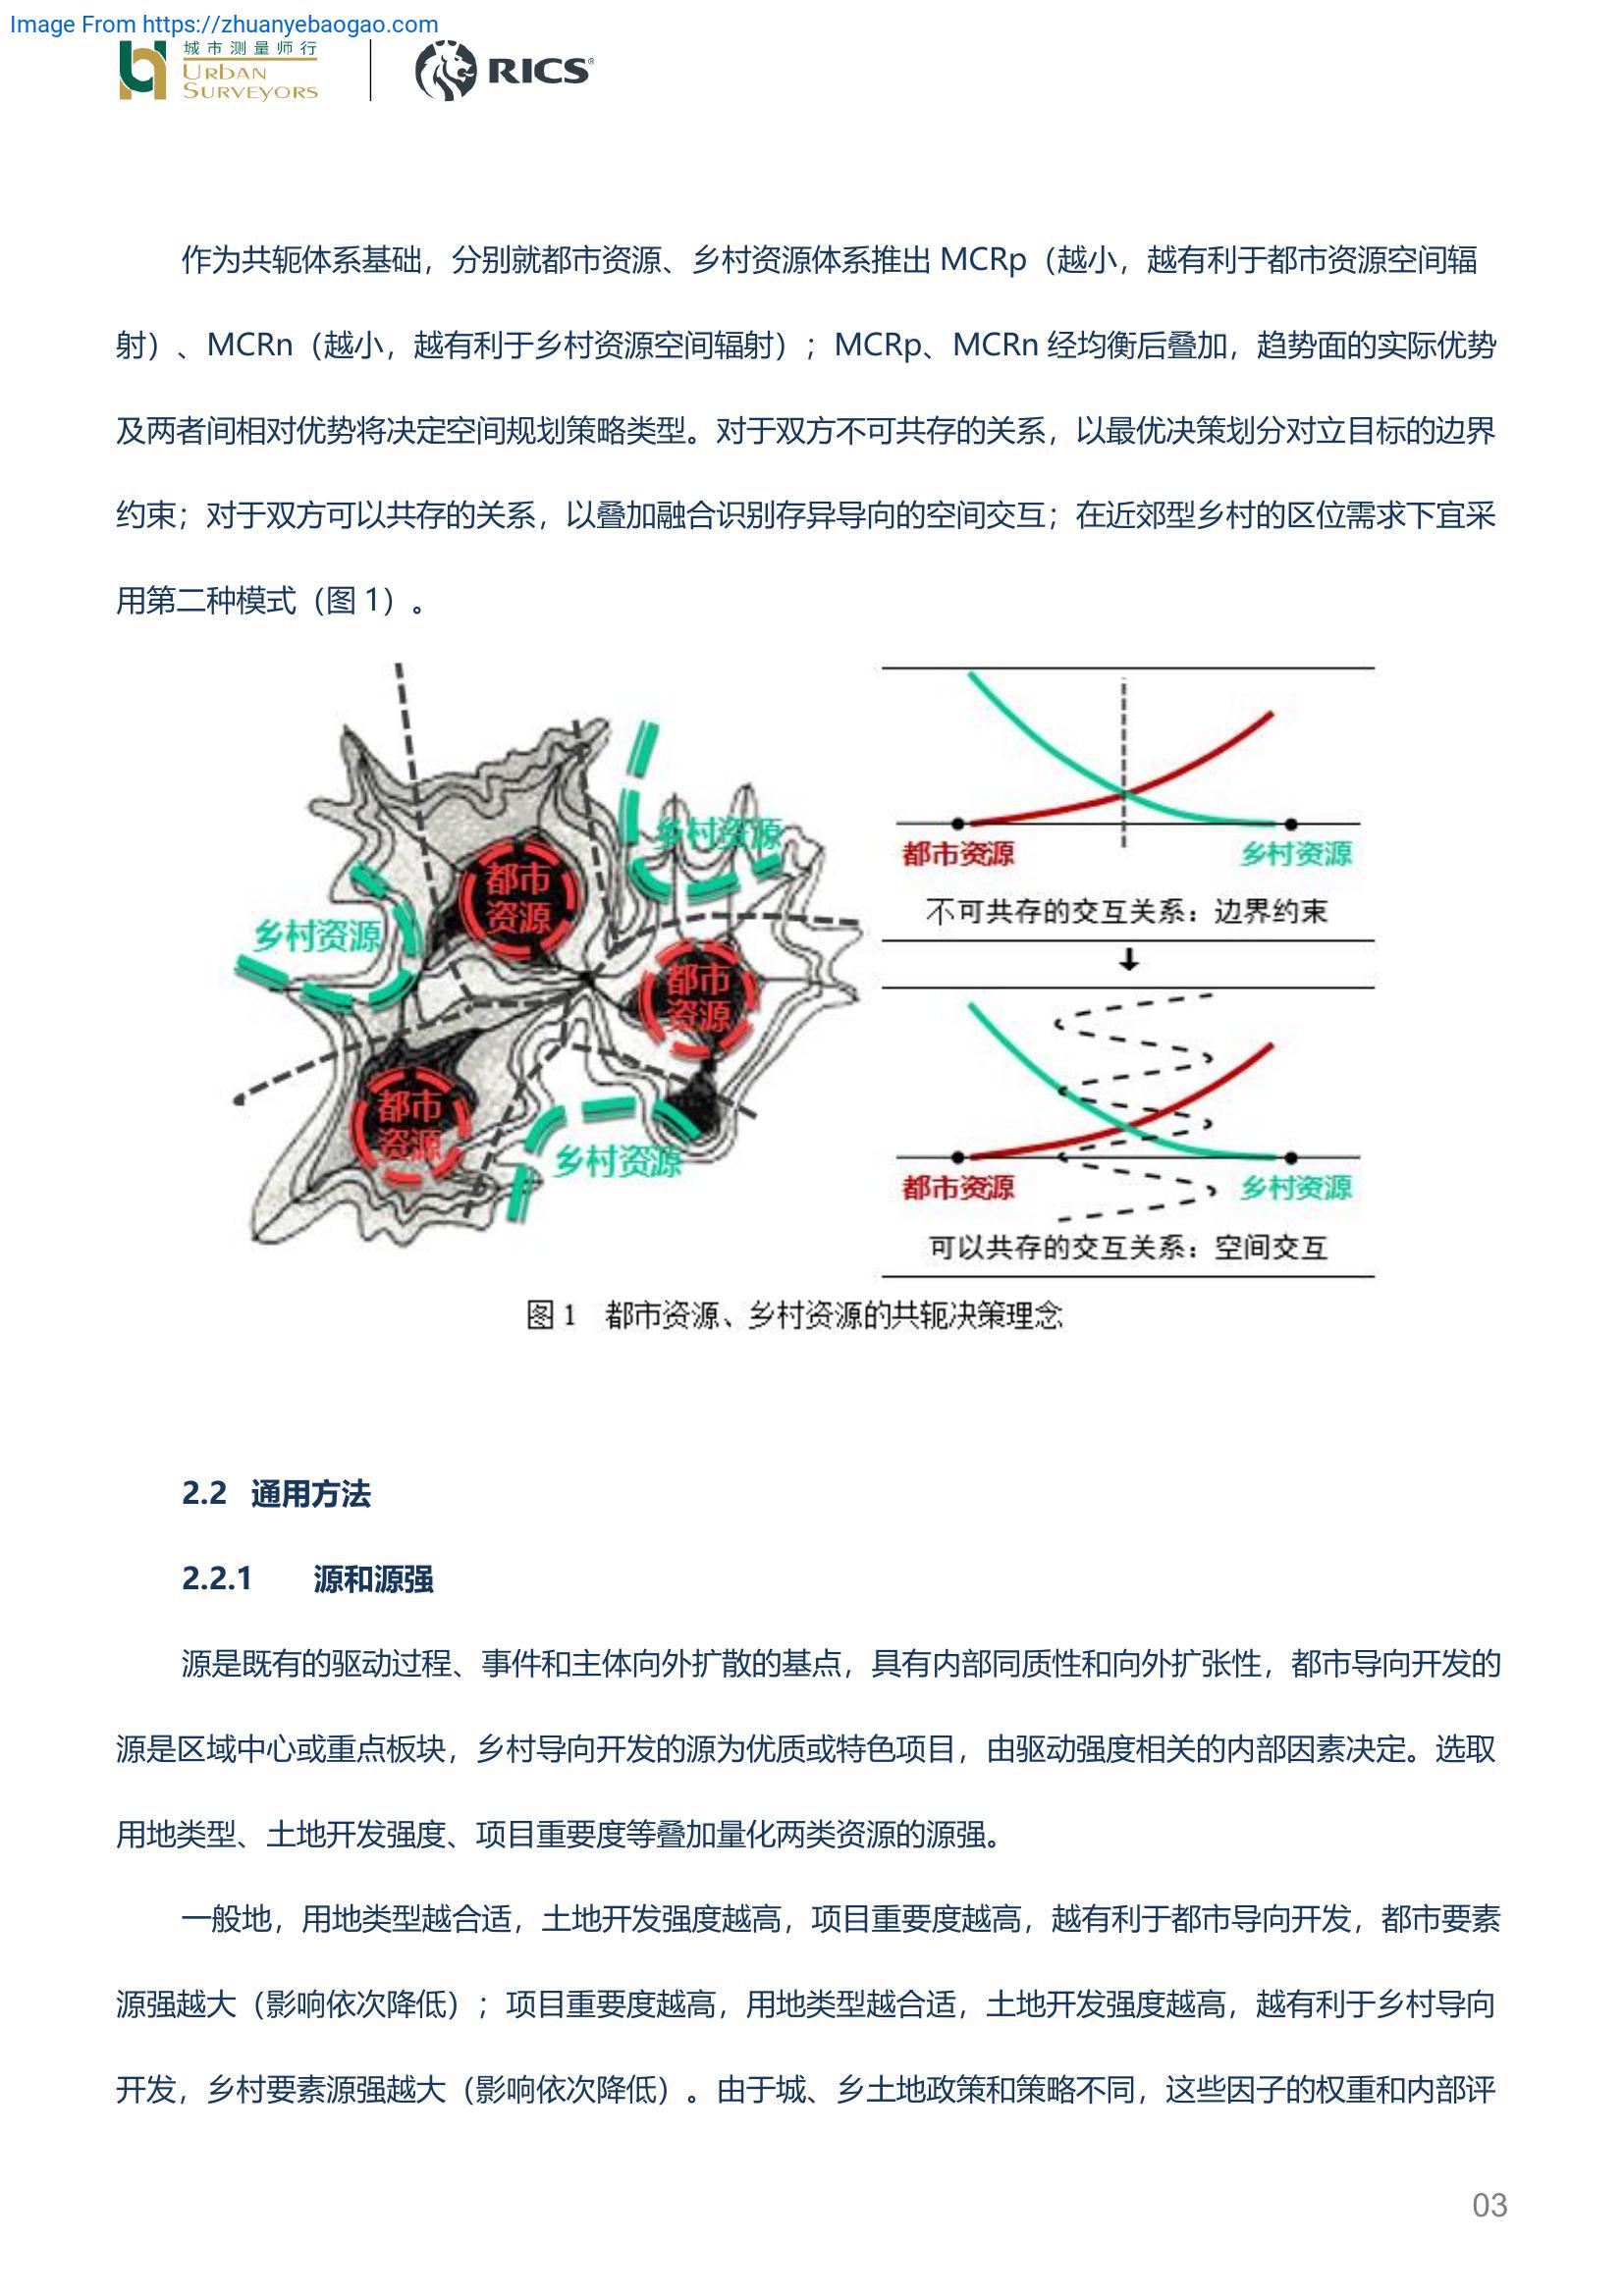 Image From https://zhuanyebaogao.com
城市测量师行
URBAN
SURVEYORS
RICS®
作为共轭体系基础，分别就都市资源、乡村资源体系推出 MCRp（越小，越有利于都市资源空间辐
射）、MCRn（越小，越有利于乡村资源空间辐射）；MCRp、MCRn 经均衡后叠加，趋势面的实际优势
及两者间相对优势将决定空间规划策略类型。对于双方不可共存的关系，以最优决策划分对立目标的边界
约束；对于双方可以共存的关系，以叠加融合识别存异导向的空间交互；在近郊型乡村的区位需求下宜采
用第二种模式（图 1）。
乡村资源
都市
资源
乡村资源
都市
资源
都市
资源
乡村资源
都市资源
乡村资源
不可共存的交互关系：边界约束
都市资源
乡村资源
可以共存的交互关系：空间交互
图 1 都市资源、乡村资源的共轭决策理念
2.2 通用方法
2.2.1 源和源强
源是既有的驱动过程、事件和主体向外扩散的基点，具有内部同质性和向外扩张性，都市导向开发的
源是区域中心或重点板块，乡村导向开发的源为优质或特色项目，由驱动强度相关的内部因素决定。选取
用地类型、土地开发强度、项目重要度等叠加量化两类资源的源强。
一般地，用地类型越合适，土地开发强度越高，项目重要度越高，越有利于都市导向开发，都市要素
源强越大（影响依次降低）；项目重要度越高，用地类型越合适，土地开发强度越高，越有利于乡村导向
开发，乡村要素源强越大（影响依次降低）。由于城、乡土地政策和策略不同，这些因子的权重和内部评
03